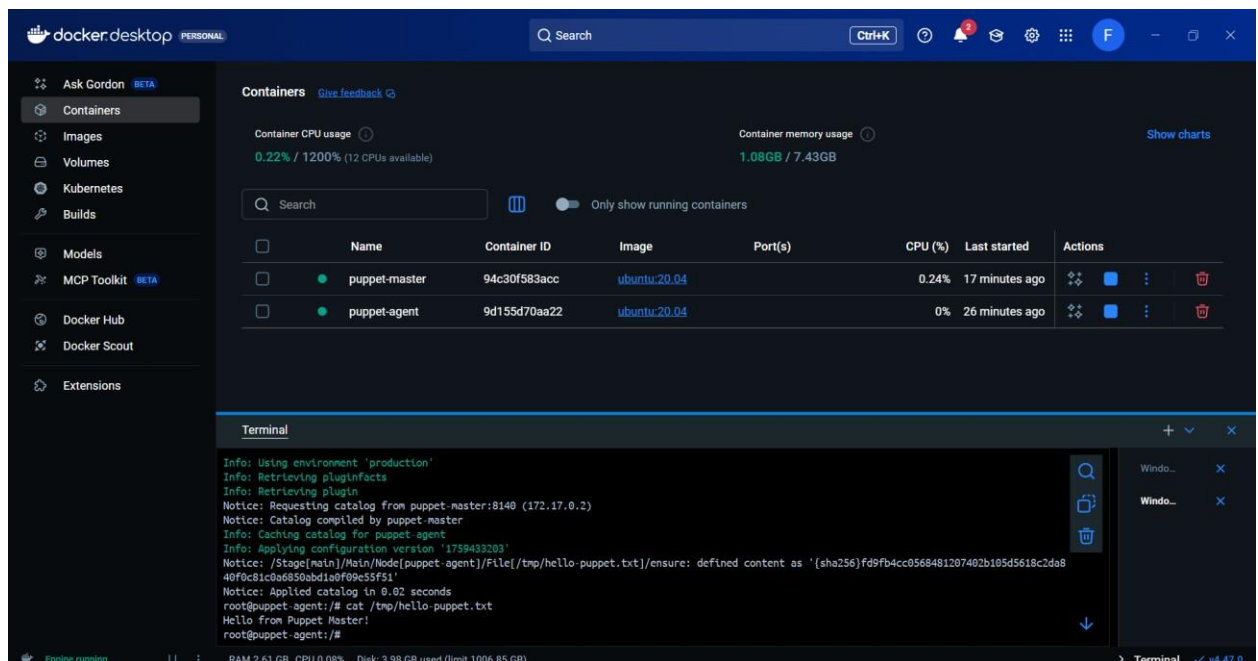 docker.desktop PERSONAL
Search
Ctrl+K
2
F
Ask Gordon BETA
Containers
Images
Volumes
Kubernetes
Builds
Models
MCP Toolkit BETA
Docker Hub
Docker Scout
Extensions
Containers Give feedback
Container CPU usage
0.22% / 1200% (12 CPUs available)
Container memory usage
1.08GB / 7.43GB
Show charts
Search
Only show running containers
Name Container ID Image Port(s) CPU (%) Last started Actions
puppet-master 94c30f583acc ubuntu:20.04 0.24% 17 minutes ago
puppet-agent 9d155d70aa22 ubuntu:20.04 0% 26 minutes ago
Terminal
Info: Using environment 'production'
Info: Retrieving pluginfacts
Info: Retrieving plugin
Notice: Requesting catalog from puppet-master:8140 (172.17.0.2)
Notice: Catalog compiled by puppet-master
Info: Caching catalog for puppet-agent
Info: Applying configuration version '1759433203'
Notice: /Stage[main]/Main/Node[puppet-agent]/File[/tmp/hello-puppet.txt]/ensure: defined content as '{sha256}fd9fb4cc0568481207402b105d5618c2da8
40f0c81c0a6850abd1a0f09e55f51'
Notice: Applied catalog in 0.02 seconds
root@puppet-agent:/# cat /tmp/hello-puppet.txt
Hello from Puppet Master!
root@puppet-agent:/#
Windo...
Windo...
Engine running
RAM 2.61 GB CPU 0.08% Disk: 3.98 GB used (limit 1006.85 GB)
Terminal
v4.47.0